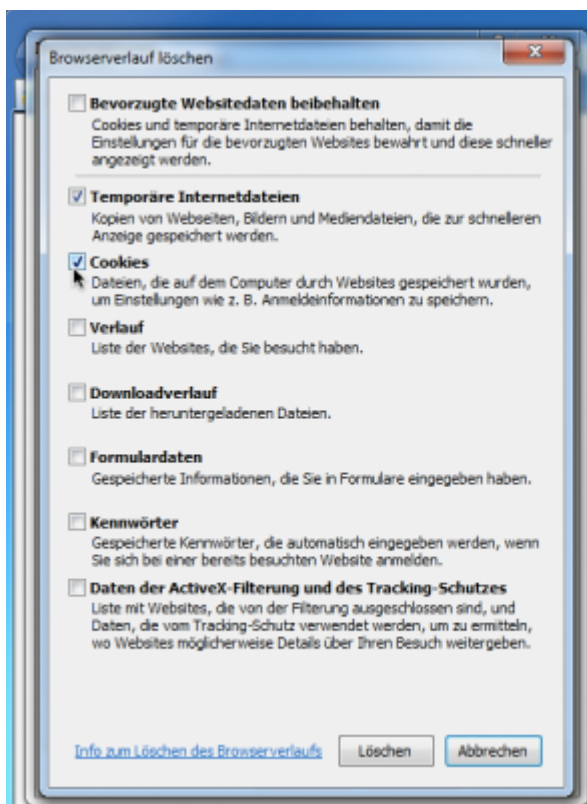 Browserverlauf löschen
Bevorzugte Websitedaten beibehalten
Cookies und temporäre Internetdateien behalten, damit die
Einstellungen für die bevorzugten Websites bewahrt und diese schneller
angezeigt werden.
Temporäre Internetdateien
Kopien von Webseiten, Bildern und Mediendateien, die zur schnelleren
Anzeige gespeichert werden.
Cookies
Dateien, die auf dem Computer durch Websites gespeichert wurden,
um Einstellungen wie z. B. Anmeldeinformationen zu speichern.
Verlauf
Liste der Websites, die Sie besucht haben.
Downloadverlauf
Liste der heruntergeladenen Dateien.
Formulardaten
Gespeicherte Informationen, die Sie in Formulare eingegeben haben.
Kennwörter
Gespeicherte Kennwörter, die automatisch eingegeben werden, wenn
Sie sich bei einer bereits besuchten Website anmelden.
Daten der ActiveX-Filterung und des Tracking-Schutzes
Liste mit Websites, die von der Filterung ausgeschlossen sind, und
Daten, die vom Tracking-Schutz verwendet werden, um zu ermitteln,
wo Websites möglicherweise Details über Ihren Besuch weitergeben.
Info zum Löschen des Browserverlaufs Löschen Abbrechen